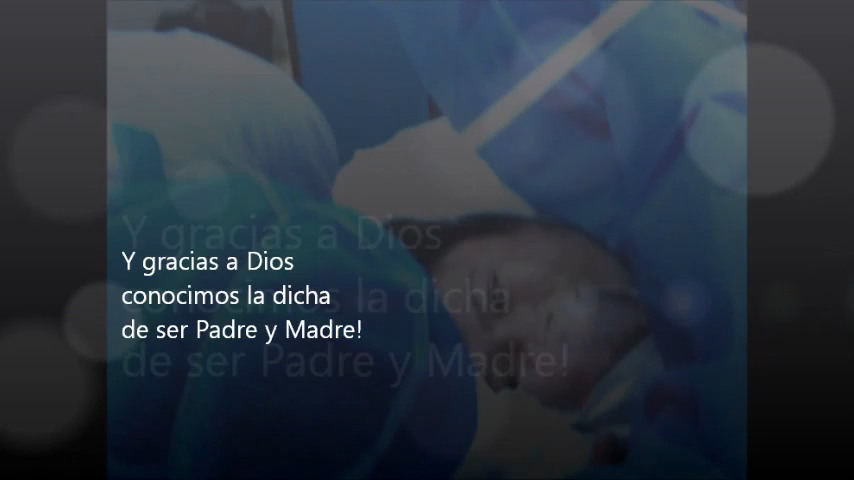 Y gracias a Dios
conocimos la dicha
de ser Padre y Madre!